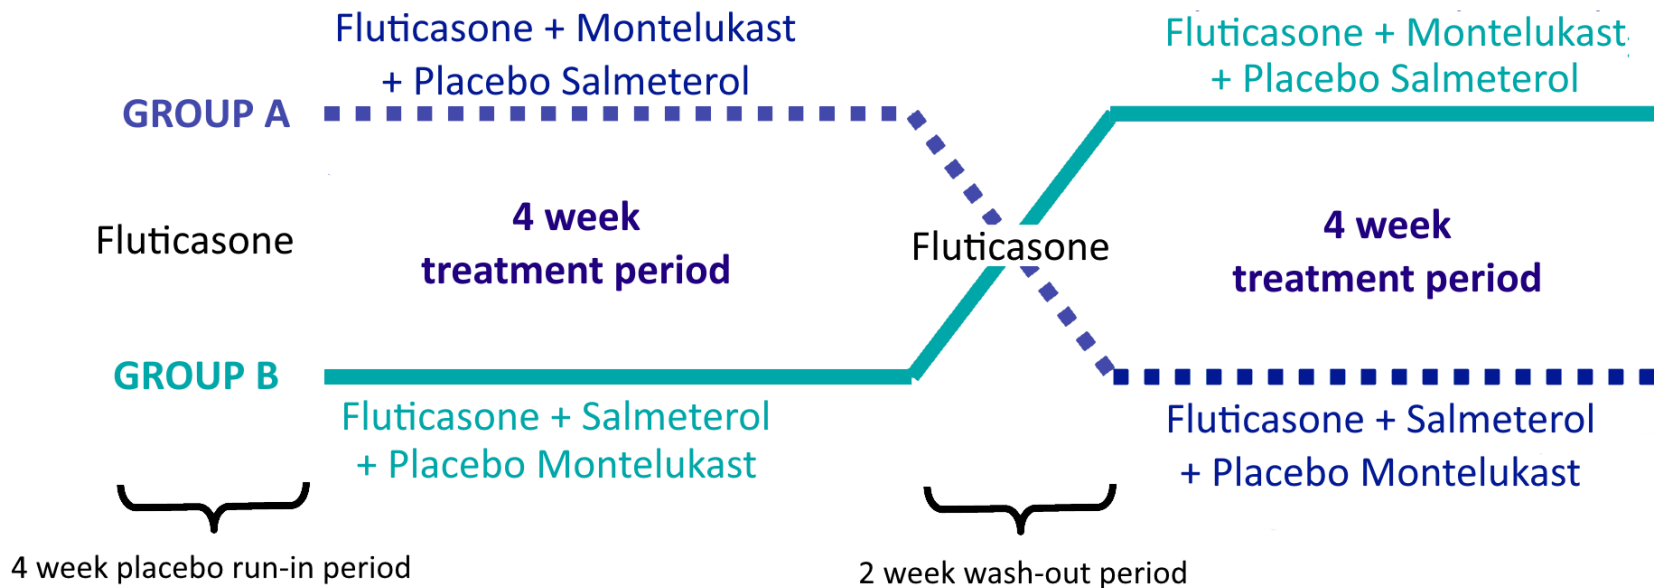 Fluticasone + Montelukast
+ Placebo Salmeterol
Fluticasone + Montelukast
+ Placebo Salmeterol
GROUP A
Fluticasone
4 week
treatment period
Fluticasone
4 week
treatment period
GROUP B
Fluticasone + Salmeterol
+ Placebo Montelukast
Fluticasone + Salmeterol
+ Placebo Montelukast
4 week placebo run-in period
2 week wash-out period